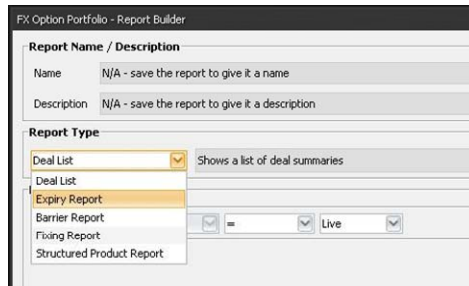 FX Option Portfolio - Report Builder
Report Name / Description
Name N/A - save the report to give it a name
Description N/A - save the report to give it a description
Report Type
Deal List Shows a list of deal summaries
Deal List
Expiry Report
Barrier Report
= Live
Fixing Report
Structured Product Report